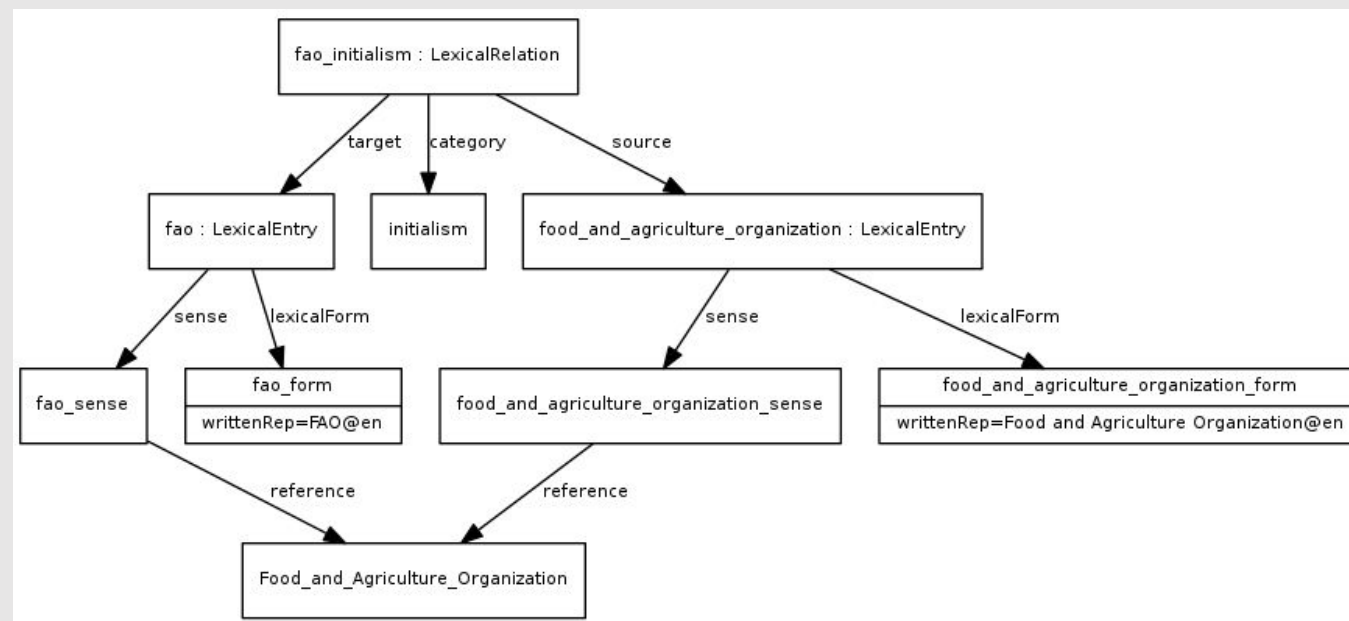 fao_initialism : LexicalRelation
target
category
source
fao : LexicalEntry
initialism
food_and_agriculture_organization : LexicalEntry
sense
lexicalForm
sense
lexicalForm
fao_sense
fao_form
writtenRep=FAO@en
food_and_agriculture_organization_sense
food_and_agriculture_organization_form
writtenRep=Food and Agriculture Organization@en
reference
reference
Food_and_Agriculture_Organization